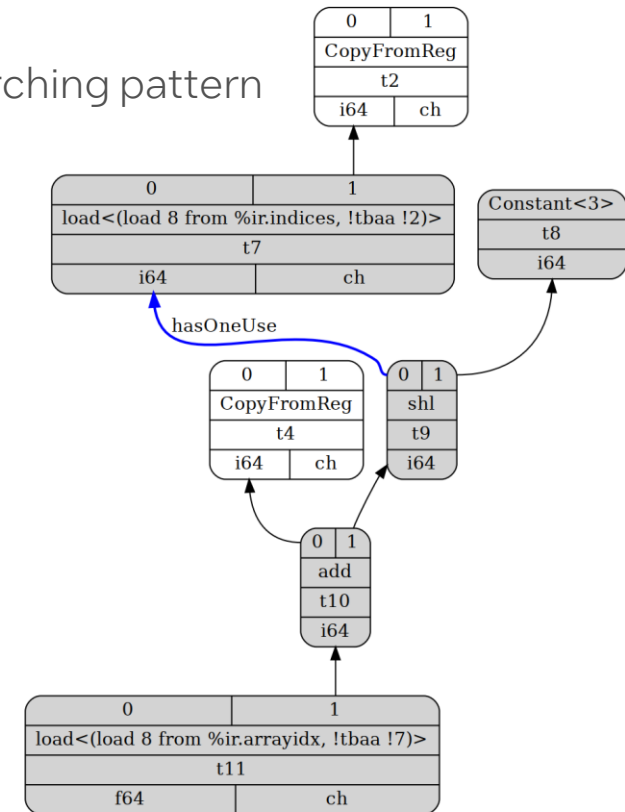 rching pattern
0 1
CopyFromReg
t2
i64 ch
0 1
load<(load 8 from %ir.indices, !tbaa !2)>
t7
i64 ch
Constant<3>
t8
i64
hasOneUse
0 1
CopyFromReg
t4
i64 ch
0 1
shl
t9
i64
0 1
add
t10
i64
0 1
load<(load 8 from %ir.arrayidx, !tbaa !7)>
t11
f64 ch